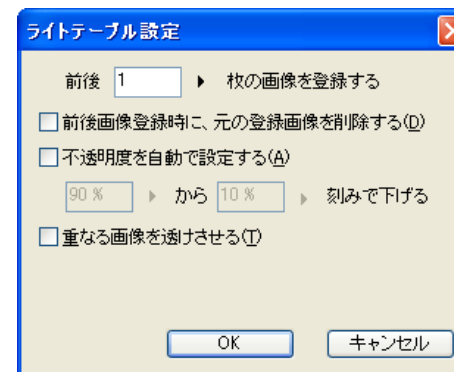 ライトテーブル設定
前後 1 枚の画像を登録する
前後画像登録時に、元の登録画像を削除する(D)
不透明度を自動で設定する(A)
90 % から 10 % 刻みで下げる
重なる画像を透けさせる(T)
OK キャンセル